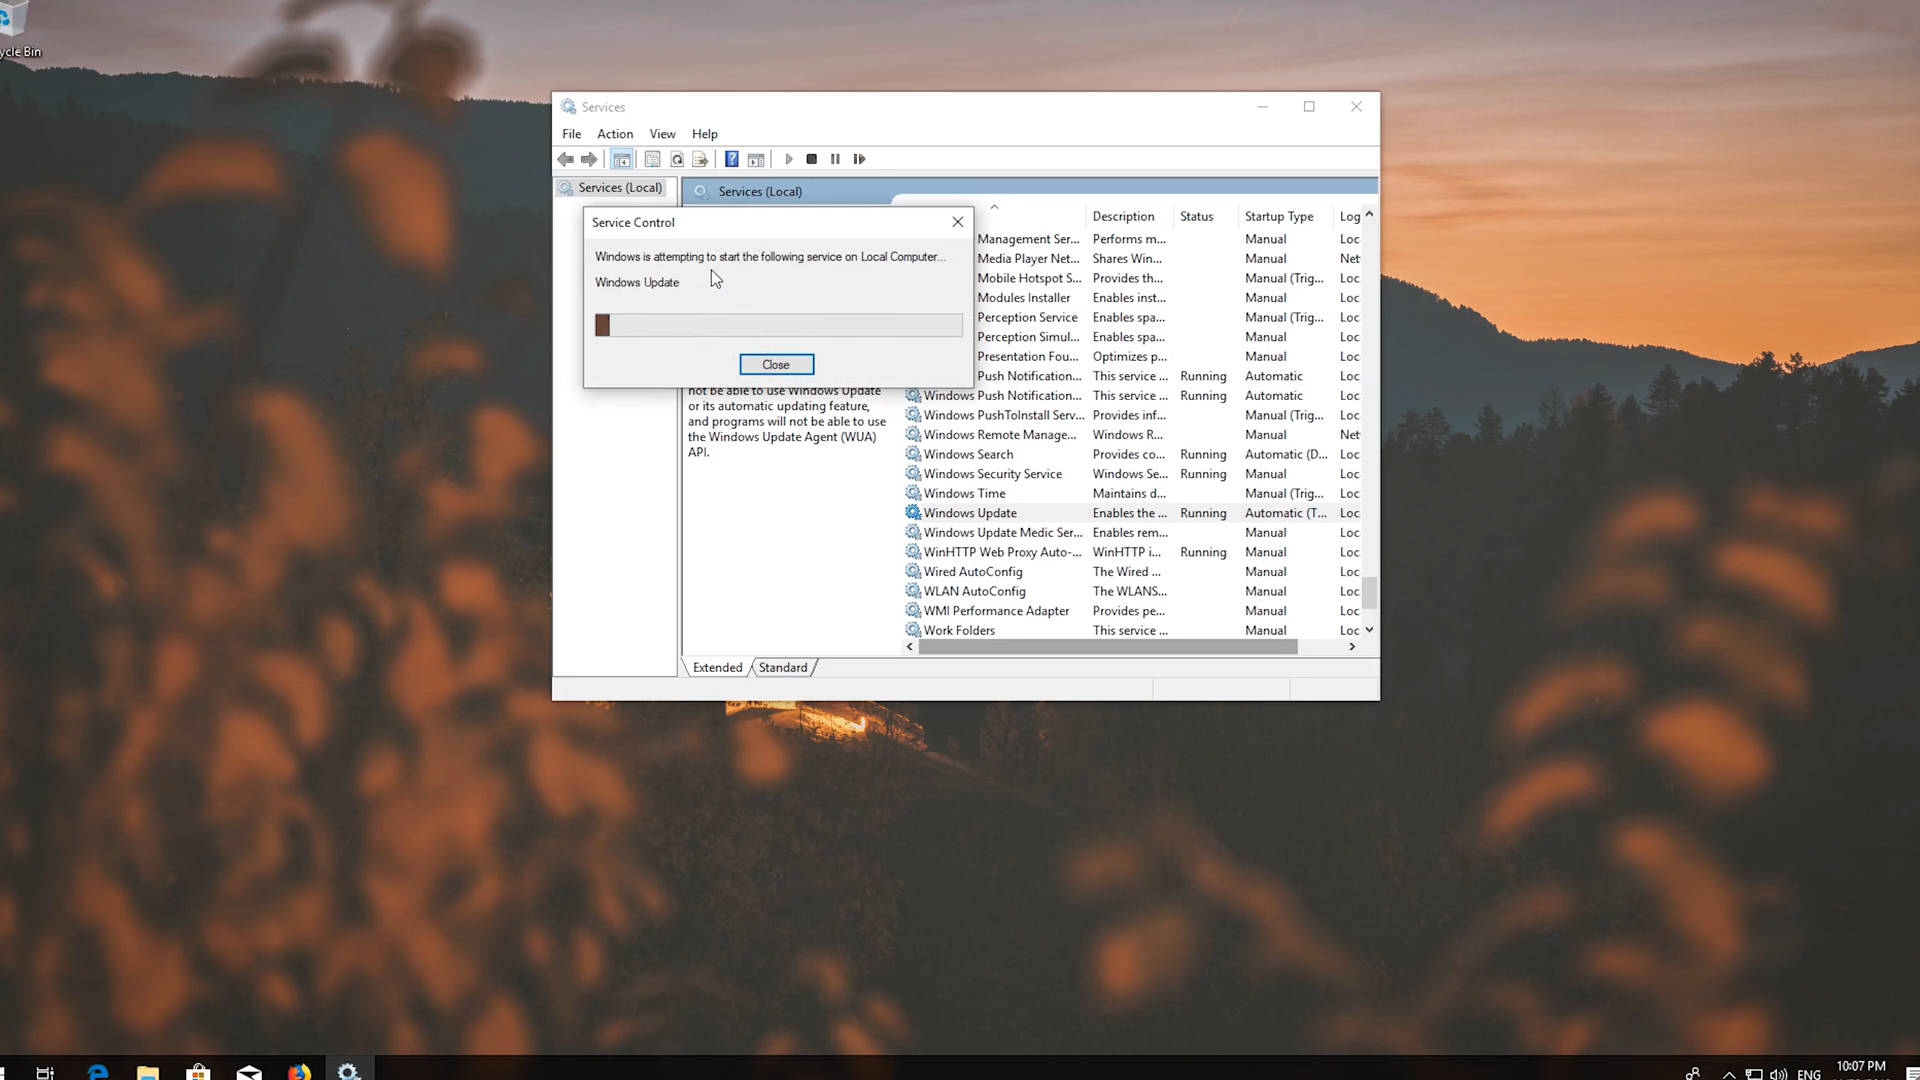 ycle Bin
Services
File Action View Help
Services (Local)
Services (Local)
Service Control
Windows is attempting to start the following service on Local Computer...
Windows Update
Close
not be able to use Windows Update
or its automatic updating feature,
and programs will not be able to use
the Windows Update Agent (WUA)
API.
Description Status Startup Type Log
Management Ser... Performs m... Manual Loc
Media Player Net... Shares Win... Manual Net
Mobile Hotspot S... Provides th... Manual (Trig... Loc
Modules Installer Enables inst... Manual Loc
Perception Service Enables spa... Manual (Trig... Loc
Perception Simul... Enables spa... Manual Loc
Presentation Fou... Optimizes p... Manual Loc
Push Notification... This service ... Running Automatic Loc
Windows Push Notification... This service ... Running Automatic Loc
Windows PushToInstall Serv... Provides inf... Manual (Trig... Loc
Windows Remote Manage... Windows R... Manual Net
Windows Search Provides co... Running Automatic (D... Loc
Windows Security Service Windows Se... Running Manual Loc
Windows Time Maintains d... Manual (Trig... Loc
Windows Update Enables the ... Running Automatic (T... Loc
Windows Update Medic Ser... Enables rem... Manual Loc
WinHTTP Web Proxy Auto-... WinHTTP i... Running Manual Loc
Wired AutoConfig The Wired ... Manual Loc
WLAN AutoConfig The WLANS... Manual Loc
WMI Performance Adapter Provides pe... Manual Loc
Work Folders This service ... Manual Loc
Extended Standard
ENG
10:07 PM